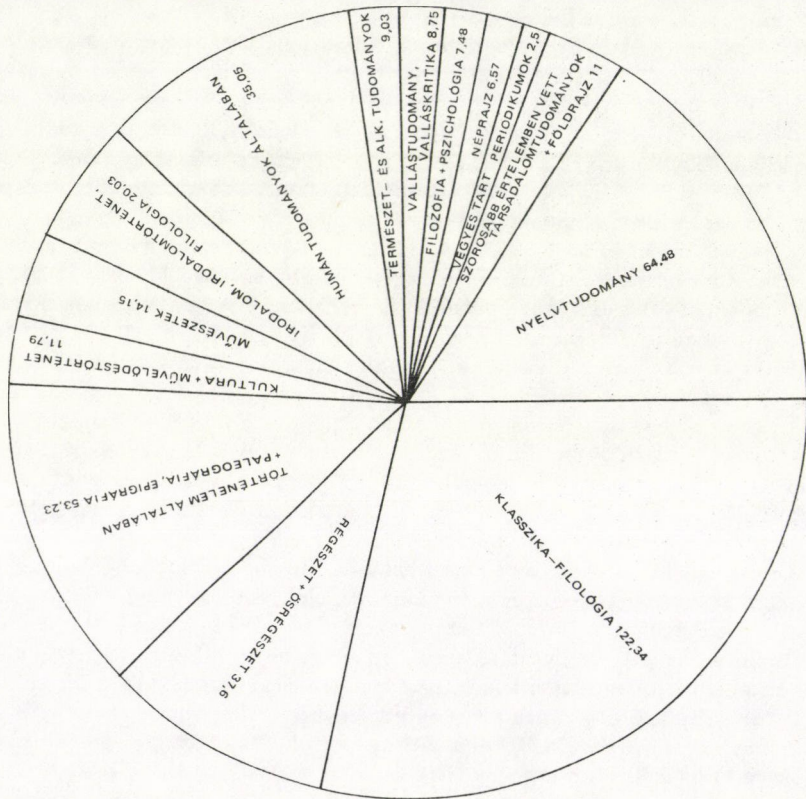 TERMÉSZET– ÉS ALK. TUDOMÁNYOK
9,03
VALLÁSTUDOMÁNY,
VALLÁSKRITIKA 8,75
FILOZÓFIA + PSZICHOLÓGIA 7,48
NÉPRAJZ 6,57
VEGYES TART. PERIODIKUMOK 2,5
SZOROSABB ÉRTELEMBEN VETT
TÁRSADALOMTUDOMÁNYOK
+ FÖLDRAJZ 11
NYELVTUDOMÁNY 64,48
KLASSZIKA–FILOLÓGIA 122,34
RÉGÉSZET + ŐSRÉGÉSZET 37,6
TÖRTÉNELEM ÁLTALÁBAN
+ PALEOGRÁFIA, EPIGRÁFIA 53,23
KULTURA + MŰVELŐDÉSTÖRTÉNET
11,79
MŰVÉSZETEK 14,15
IRODALOM, IRODALOMTÖRTÉNET
FILOLÓGIA 20,03
HUMÁN TUDOMÁNYOK ÁLTALÁBAN
35,05